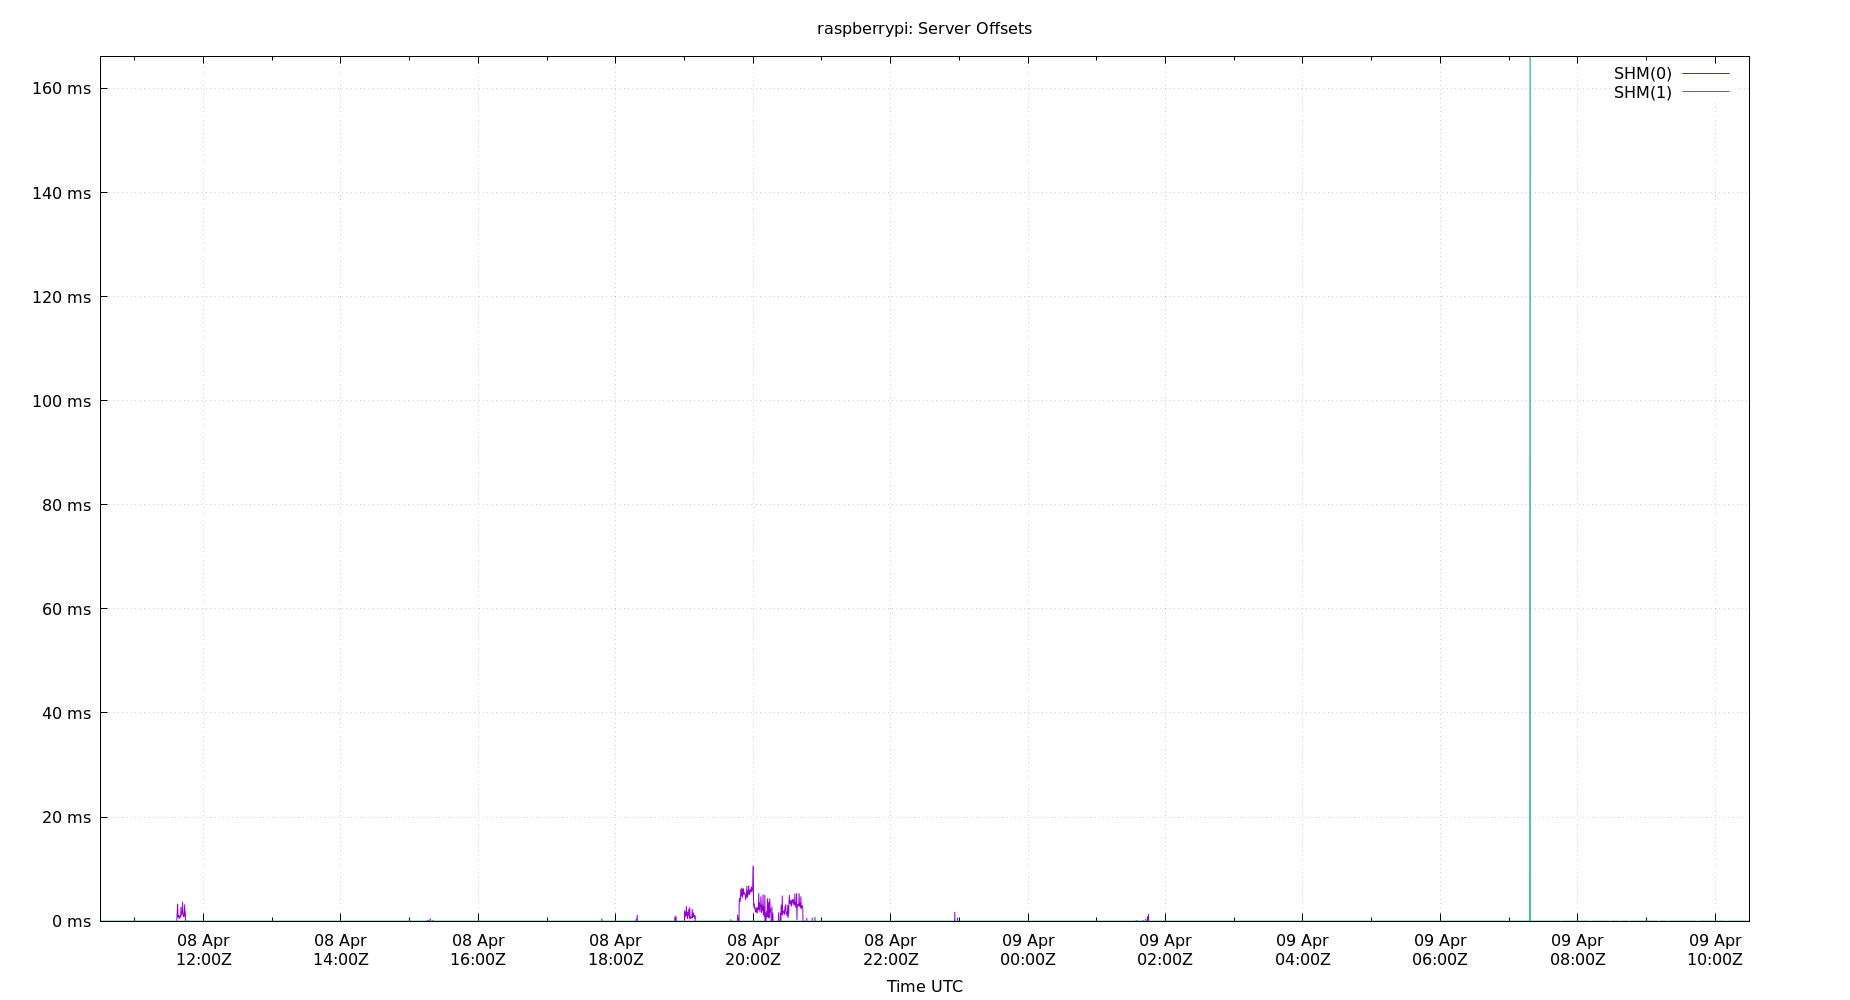 raspberrypi: Server Offsets
SHM(0)
SHM(1)
160 ms
140 ms
120 ms
100 ms
80 ms
60 ms
40 ms
20 ms
0 ms
08 Apr 08 Apr 08 Apr 08 Apr 08 Apr 08 Apr 09 Apr 09 Apr 09 Apr 09 Apr 09 Apr 09 Apr
12:00Z 14:00Z 16:00Z 18:00Z 20:00Z 22:00Z 00:00Z 02:00Z 04:00Z 06:00Z 08:00Z 10:00Z
Time UTC